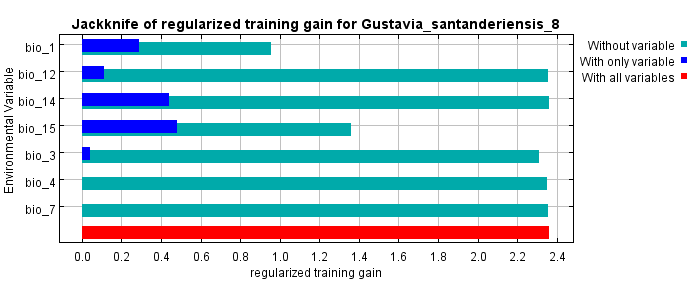 Jackknife of regularized training gain for Gustavia_santanderiensis_8
Environmental Variable
bio_1
bio_12
bio_14
bio_15
bio_3
bio_4
bio_7
0.0 0.2 0.4 0.6 0.8 1.0 1.2 1.4 1.6 1.8 2.0 2.2 2.4
regularized training gain
Without variable
With only variable
With all variables